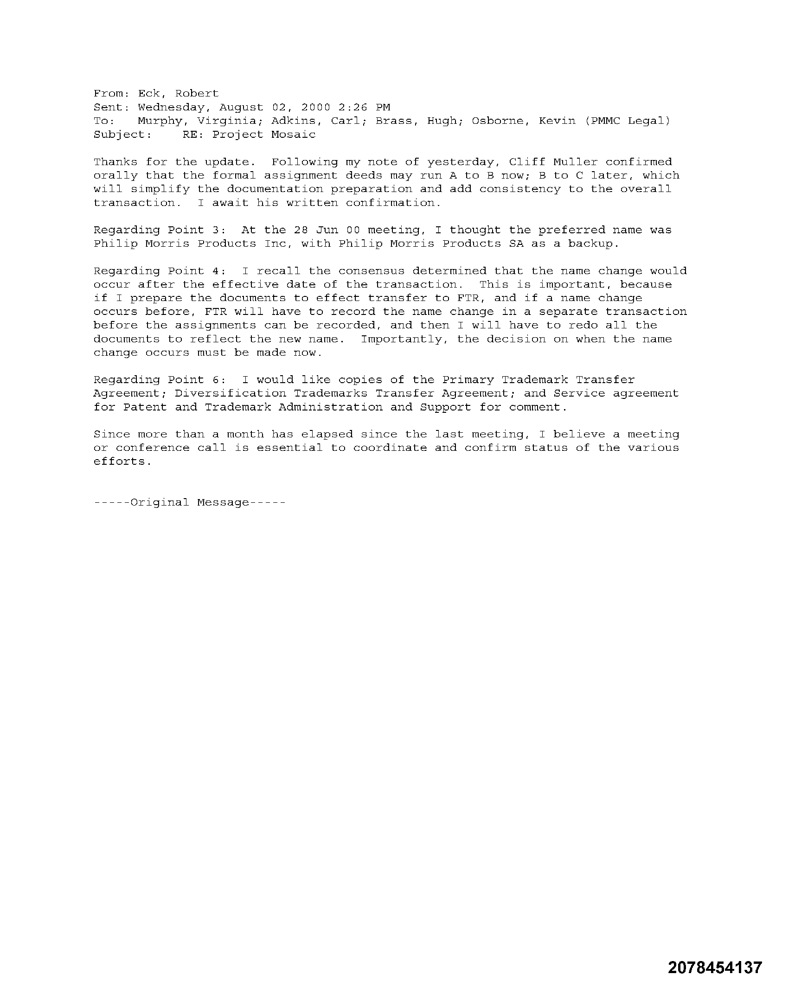 From: Eck, Robert
Sent: Wednesday, August 02, 2000 2:26 PM
To:   Murphy, Virginia; Adkins, Carl; Brass, Hugh; Osborne, Kevin (PMMC Legal)
Subject:    RE: Project Mosaic
Thanks for the update.  Following my note of yesterday, Cliff Muller confirmed
orally that the formal assignment deeds may run A to B now; B to C later, which
will simplify the documentation preparation and add consistency to the overall
transaction.  I await his written confirmation.
Regarding Point 3:  At the 28 Jun 00 meeting, I thought the preferred name was
Philip Morris Products Inc, with Philip Morris Products SA as a backup.
Regarding Point 4:  I recall the consensus determined that the name change would
occur after the effective date of the transaction.  This is important, because
if I prepare the documents to effect transfer to FTR, and if a name change
occurs before, FTR will have to record the name change in a separate transaction
before the assignments can be recorded, and then I will have to redo all the
documents to reflect the new name.  Importantly, the decision on when the name
change occurs must be made now.
Regarding Point 6:  I would like copies of the Primary Trademark Transfer
Agreement; Diversification Trademarks Transfer Agreement; and Service agreement
for Patent and Trademark Administration and Support for comment.
Since more than a month has elapsed since the last meeting, I believe a meeting
or conference call is essential to coordinate and confirm status of the various
efforts.
-----Original Message-----
2078454137